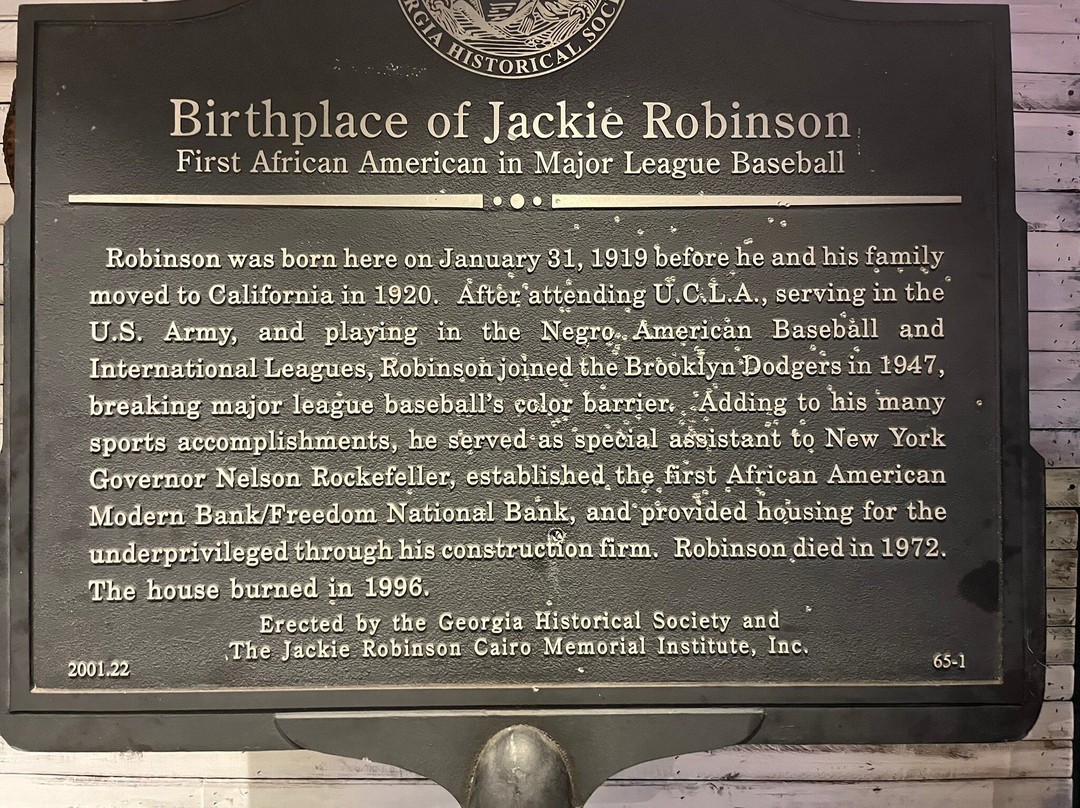 GEORGIA HISTORICAL SOCIETY
Birthplace of Jackie Robinson
First African American in Major League Baseball
Robinson was born here on January 31, 1919 before he and his family
moved to California in 1920. After attending U.C.L.A., serving in the
U.S. Army, and playing in the Negro American Baseball and
International Leagues, Robinson joined the Brooklyn Dodgers in 1947,
breaking major league baseball's color barrier. Adding to his many
sports accomplishments, he served as special assistant to New York
Governor Nelson Rockefeller, established the first African American
Modern Bank/Freedom National Bank, and provided housing for the
underprivileged through his construction firm. Robinson died in 1972.
The house burned in 1996.
Erected by the Georgia Historical Society and
The Jackie Robinson Cairo Memorial Institute, Inc.
2001.22 65-1